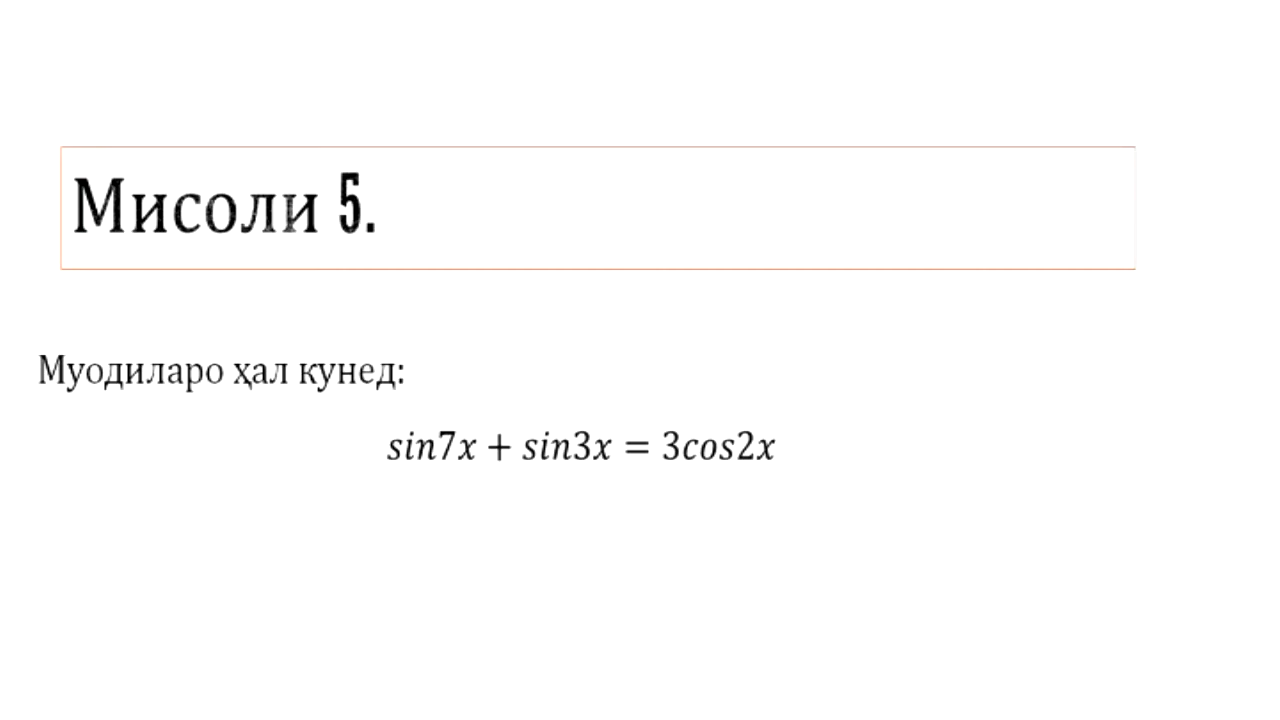 Мисоли 5.
Муодиларо ҳал кунед:
sin7x + sin3x = 3cos2x